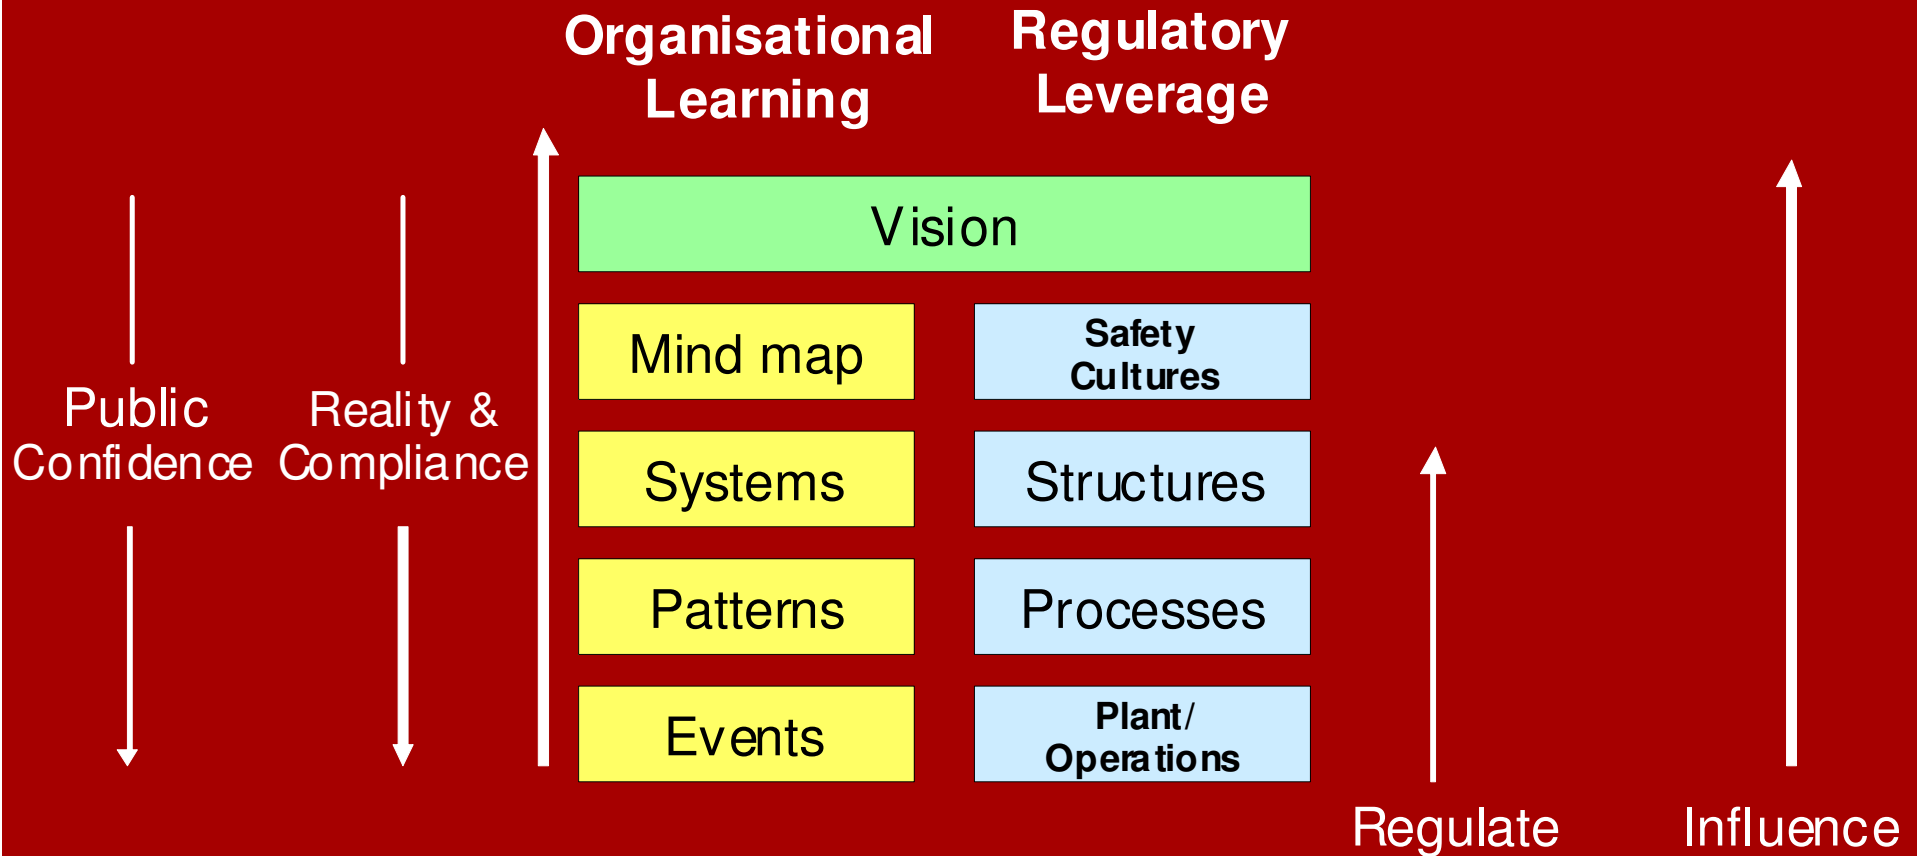 Organisational
Learning
Regulatory
Leverage
Vision
Mind map
Safety
Cultures
Public
Confidence
Reality &
Compliance
Systems
Structures
Patterns
Processes
Events
Plant/
Operations
Regulate
Influence